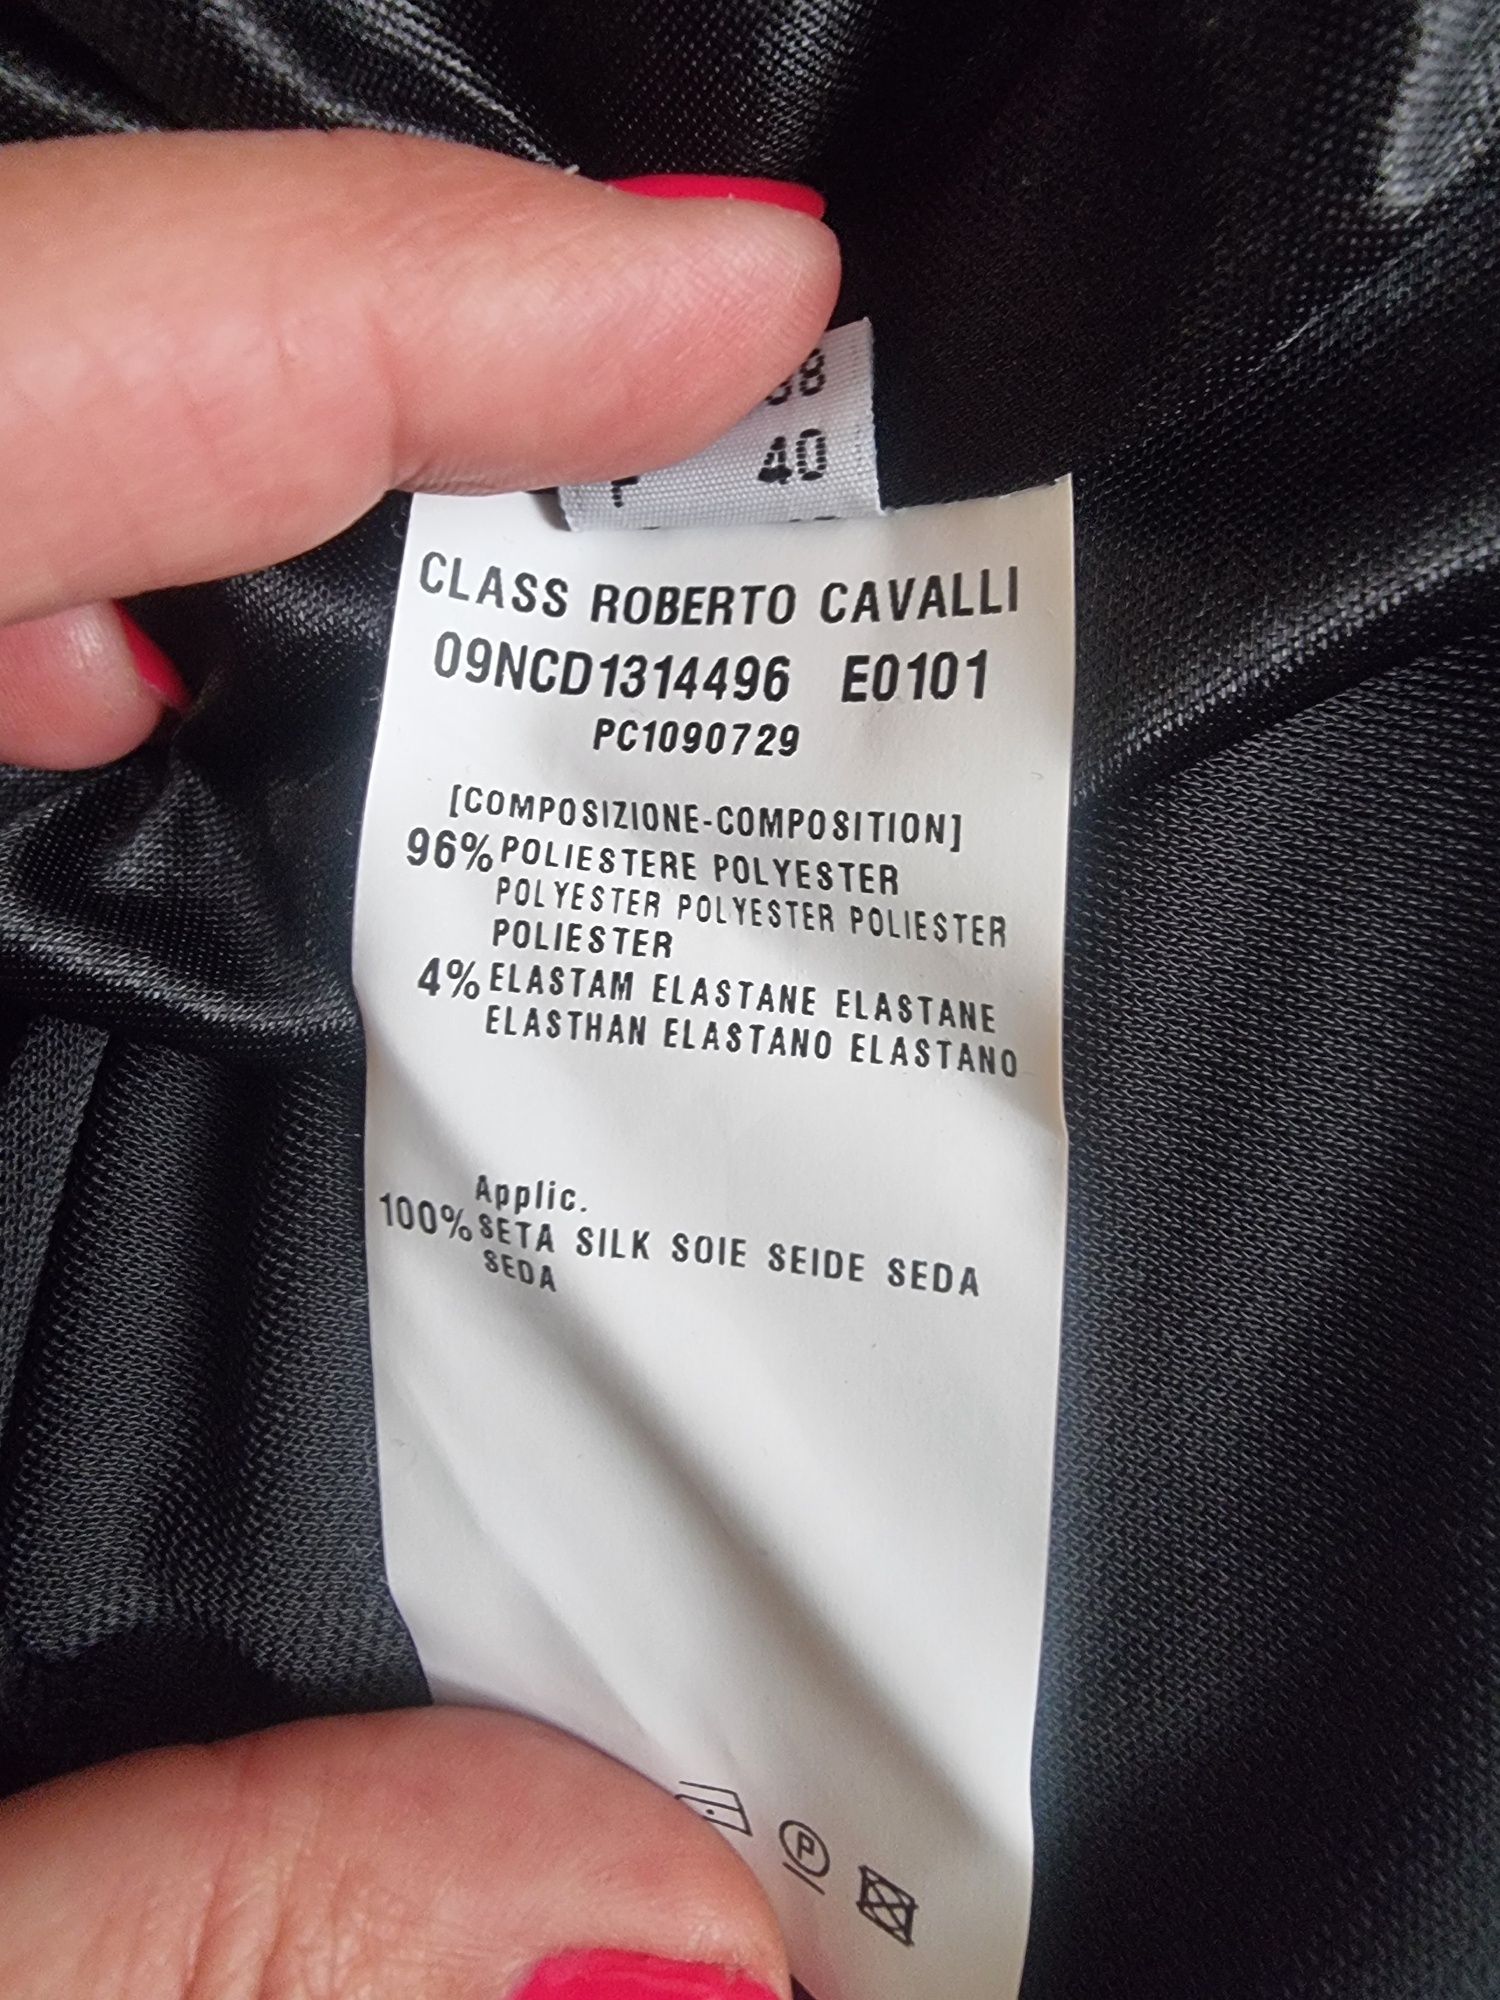 40
CLASS ROBERTO CAVALLI
09NCD1314496 E0101
PC1090729
[COMPOSIZIONE-COMPOSITION]
96% POLIESTERE POLYESTER
POLYESTER POLYESTER POLIESTER
POLIESTER
4% ELASTAM ELASTANE ELASTANE
ELASTHAN ELASTANO ELASTANO
Applic.
100% SETA SILK SOIE SEIDE SEDA
SEDA
P